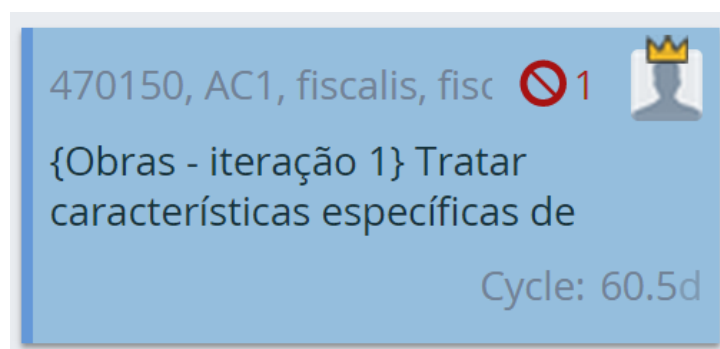 470150, AC1, fiscalis, fisc 1
{Obras - iteração 1} Tratar
características específicas de
Cycle: 60.5d